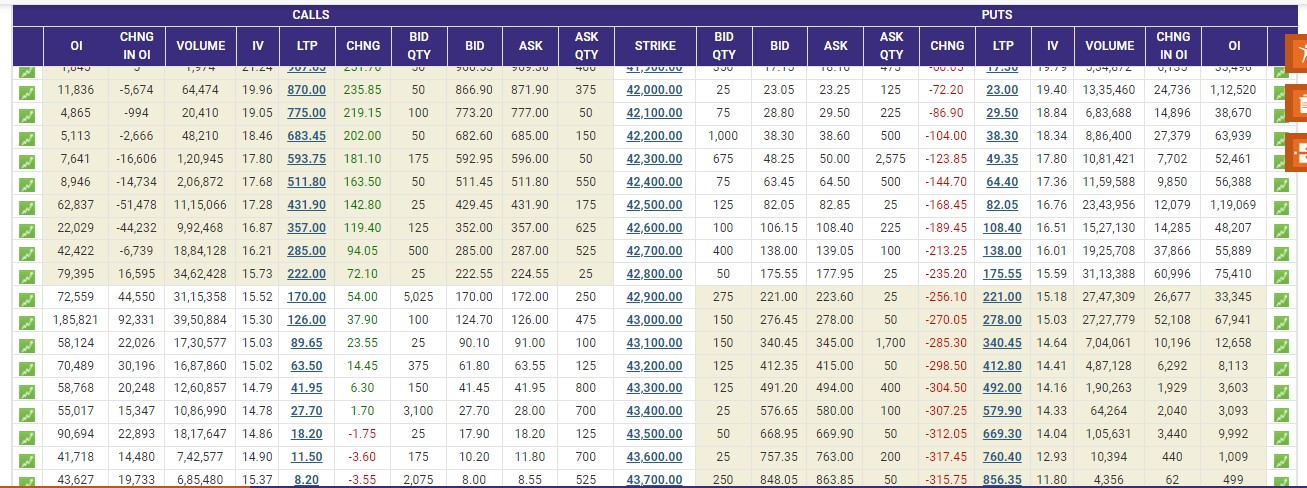 CALLS PUTS
OI CHNG IN OI VOLUME IV LTP CHNG BID QTY BID ASK ASK QTY STRIKE BID QTY BID ASK ASK QTY CHNG LTP IV VOLUME CHNG IN OI OI
11,836 -5,674 64,474 19.96 870.00 235.85 50 866.90 871.90 375 42,000.00 25 23.05 23.25 125 -72.20 23.00 19.40 13,35,460 24,736 1,12,520
4,865 -994 20,410 19.05 775.00 219.15 100 773.20 777.00 50 42,100.00 75 28.80 29.50 225 -86.90 29.50 18.84 6,83,688 14,896 38,670
5,113 -2,666 48,210 18.46 683.45 202.00 50 682.60 685.00 150 42,200.00 1,000 38.30 38.60 500 -104.00 38.30 18.34 8,86,400 27,379 63,939
7,641 -16,606 1,20,945 17.80 593.75 181.10 175 592.95 596.00 50 42,300.00 675 48.25 50.00 2,575 -123.85 49.35 17.80 10,81,421 7,702 52,461
8,946 -14,734 2,06,872 17.68 511.80 163.50 50 511.45 511.80 550 42,400.00 75 63.45 64.50 500 -144.70 64.40 17.36 11,59,588 9,850 56,388
62,837 -51,478 11,15,066 17.28 431.90 142.80 25 429.45 431.90 175 42,500.00 125 82.05 82.85 25 -168.45 82.05 16.76 23,43,956 12,079 1,19,069
22,029 -44,232 9,92,468 16.87 357.00 119.40 125 352.00 357.00 625 42,600.00 100 106.15 108.40 225 -189.45 108.40 16.51 15,27,130 14,285 48,207
42,422 -6,739 18,84,128 16.21 285.00 94.05 500 285.00 287.00 525 42,700.00 400 138.00 139.05 100 -213.25 138.00 16.01 19,25,708 37,866 55,889
79,395 16,595 34,62,428 15.73 222.00 72.10 25 222.55 224.55 25 42,800.00 50 175.55 177.95 25 -235.20 175.55 15.59 31,13,388 60,996 75,410
72,559 44,550 31,15,358 15.52 170.00 54.00 5,025 170.00 172.00 250 42,900.00 275 221.00 223.60 25 -256.10 221.00 15.18 27,47,309 26,677 33,345
1,85,821 92,331 39,50,884 15.30 126.00 37.90 100 124.70 126.00 475 43,000.00 150 276.45 278.00 50 -270.05 278.00 15.03 27,27,779 52,108 67,941
58,124 22,026 17,30,577 15.03 89.65 23.55 25 90.10 91.00 100 43,100.00 150 340.45 345.00 1,700 -285.30 340.45 14.64 7,04,061 10,196 12,658
70,489 30,196 16,87,860 15.02 63.50 14.45 375 61.80 63.55 125 43,200.00 125 412.35 415.00 50 -298.50 412.80 14.41 4,87,128 6,292 8,113
58,768 20,248 12,60,857 14.79 41.95 6.30 150 41.45 41.95 800 43,300.00 125 491.20 494.00 400 -304.50 492.00 14.16 1,90,263 1,929 3,603
55,017 15,347 10,86,990 14.78 27.70 1.70 3,100 27.70 28.00 700 43,400.00 25 576.65 580.00 100 -307.25 579.90 14.33 64,264 2,040 3,093
90,694 22,893 18,17,647 14.86 18.20 -1.75 25 17.90 18.20 125 43,500.00 50 668.95 669.90 50 -312.05 669.30 14.04 1,05,631 3,440 9,992
41,718 14,480 7,42,577 14.90 11.50 -3.60 175 10.20 11.80 700 43,600.00 25 757.35 763.00 200 -317.45 760.40 12.93 10,394 440 1,009
43,627 19,733 6,85,480 15.37 8.20 -3.55 2,075 8.00 8.55 525 43,700.00 250 848.05 863.85 50 -315.75 856.35 11.80 4,356 62 499